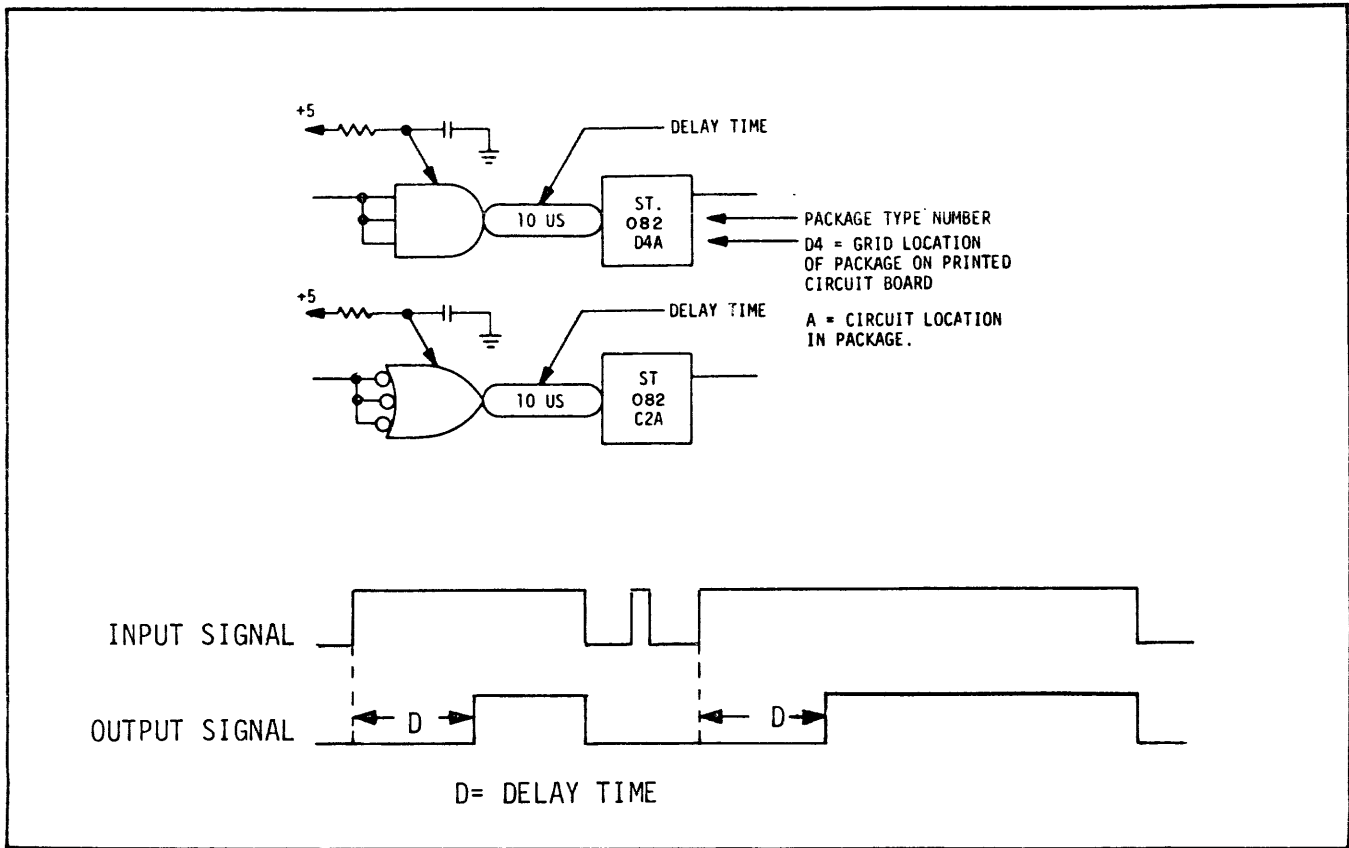 +5
DELAY TIME
10 US
ST.
082
D4A
PACKAGE TYPE NUMBER
D4 = GRID LOCATION
OF PACKAGE ON PRINTED
CIRCUIT BOARD
A = CIRCUIT LOCATION
IN PACKAGE.
+5
DELAY TIME
10 US
ST
082
C2A
INPUT SIGNAL
OUTPUT SIGNAL
D
D
D= DELAY TIME